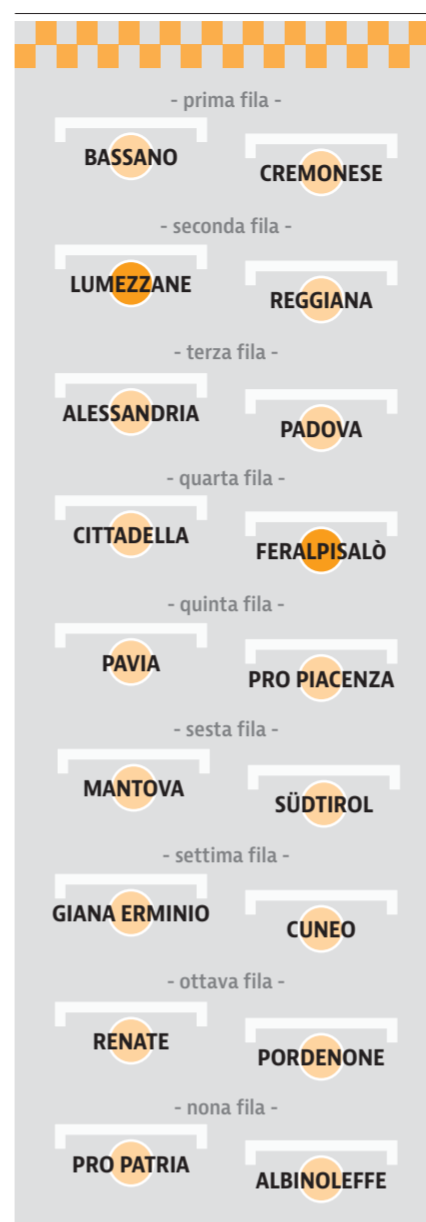 - prima fila -
BASSANO
CREMONESE
- seconda fila -
LUMEZZANE
REGGIANA
- terza fila -
ALESSANDRIA
PADOVA
- quarta fila -
CITTADELLA
FERALPISALÒ
- quinta fila -
PAVIA
PRO PIACENZA
- sesta fila -
MANTOVA
SÜDTIROL
- settima fila -
GIANA ERMINIO
CUNEO
- ottava fila -
RENATE
PORDENONE
- nona fila -
PRO PATRIA
ALBINOLEFFE